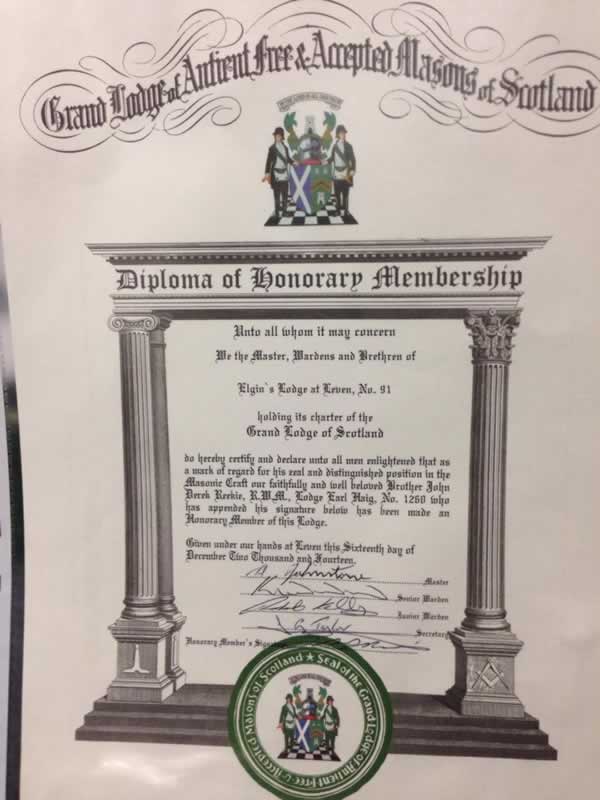 Grand Lodge of Antient Free & Accepted Masons of Scotland
Diploma of Honorary Membership
Unto all whom it may concern
We the Master, Wardens and Brethren of
Elgin's Lodge at Leven, No. 91
holding its charter of the
Grand Lodge of Scotland
do hereby certify and declare unto all men enlightened that as
a mark of regard for his zeal and distinguished position in the
Masonic Craft our faithfully and well beloved Brother John
Derek Reekie, R.W.M., Lodge Earl Haig, No. 1260 who
has appended his signature below has been made an
Honorary Member of this Lodge.
Given under our hands at Leven this Sixteenth day of
December Two Thousand and Fourteen.
Johnstone Master
Senior Warden
Junior Warden
Taylor Secretary
Honorary Member's
Seal of the Grand Lodge of Antient Free & Accepted Masons of Scotland ★